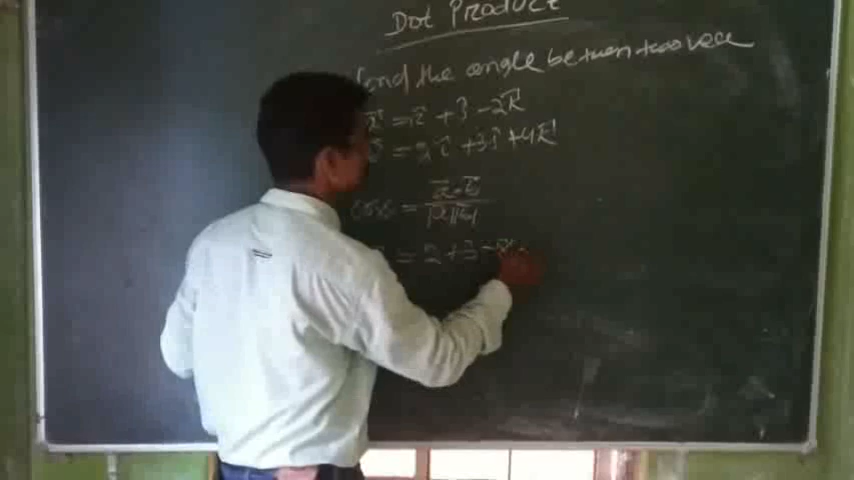 Dot Product
find the angle between two vec
a⃗ = i⃗ + j⃗ - 2k⃗
= 2i⃗ + 3j⃗ + 4k⃗
cosθ = a⃗·b⃗ / |a⃗||b⃗|
= 2 + 3 - 8